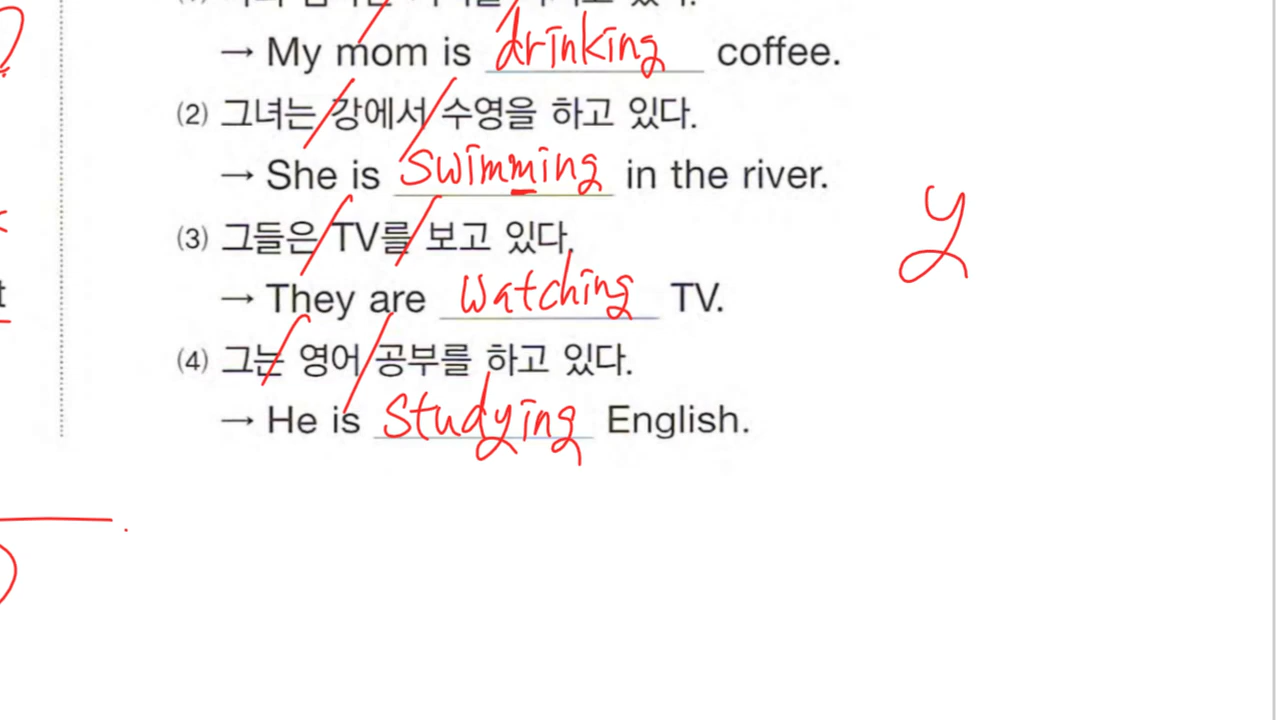 → My mom is drinking coffee.
(2) 그녀는 강에서 수영을 하고 있다.
→ She is Swimming in the river.
(3) 그들은 TV를 보고 있다.
→ They are Watching TV.
(4) 그는 영어 공부를 하고 있다.
→ He is Studying English.
y